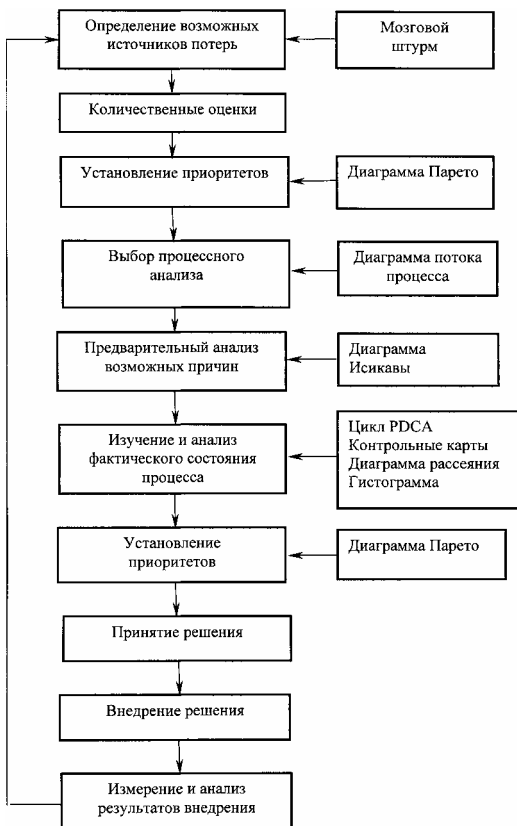 Определение возможных
источников потерь
Мозговой
штурм
Количественные оценки
Установление приоритетов
Диаграмма Парето
Выбор процессного
анализа
Диаграмма потока
процесса
Предварительный анализ
возможных причин
Диаграмма
Исикавы
Изучение и анализ
фактического состояния
процесса
Цикл PDCA
Контрольные карты
Диаграмма рассеяния
Гистограмма
Установление
приоритетов
Диаграмма Парето
Принятие решения
Внедрение решения
Измерение и анализ
результатов внедрения